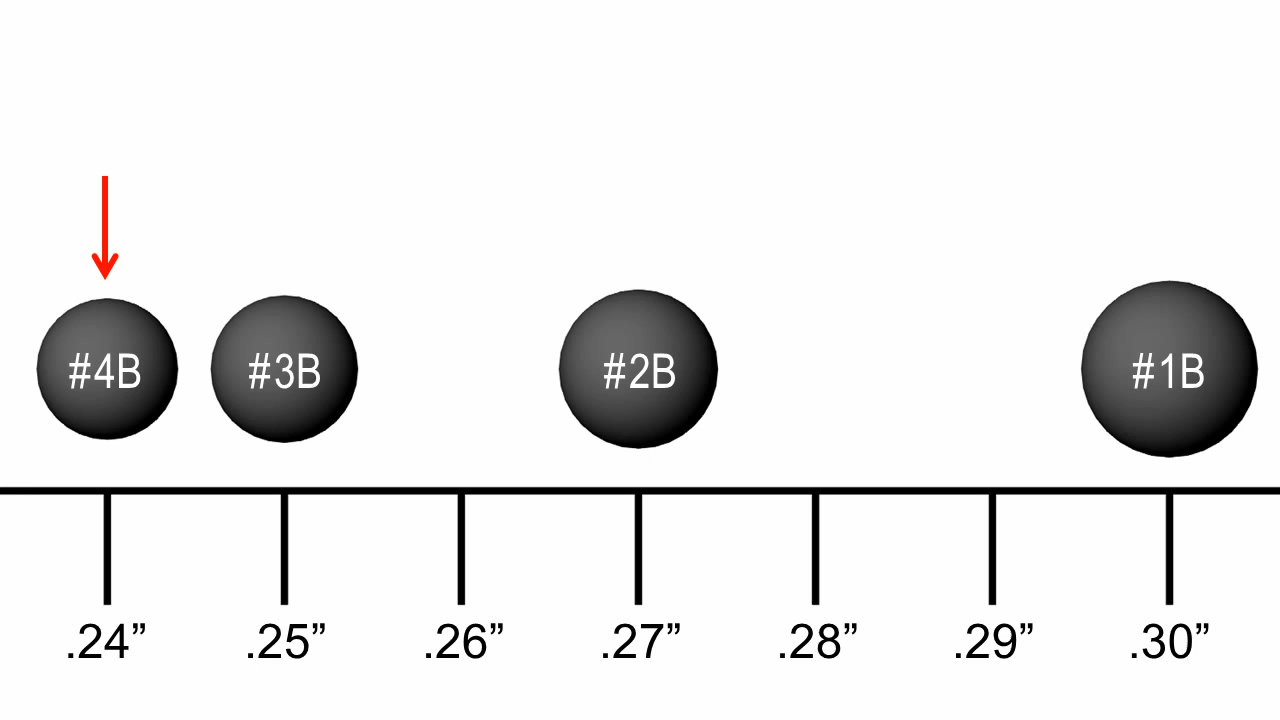 #4B #3B #2B #1B
.24” .25” .26” .27” .28” .29” .30”